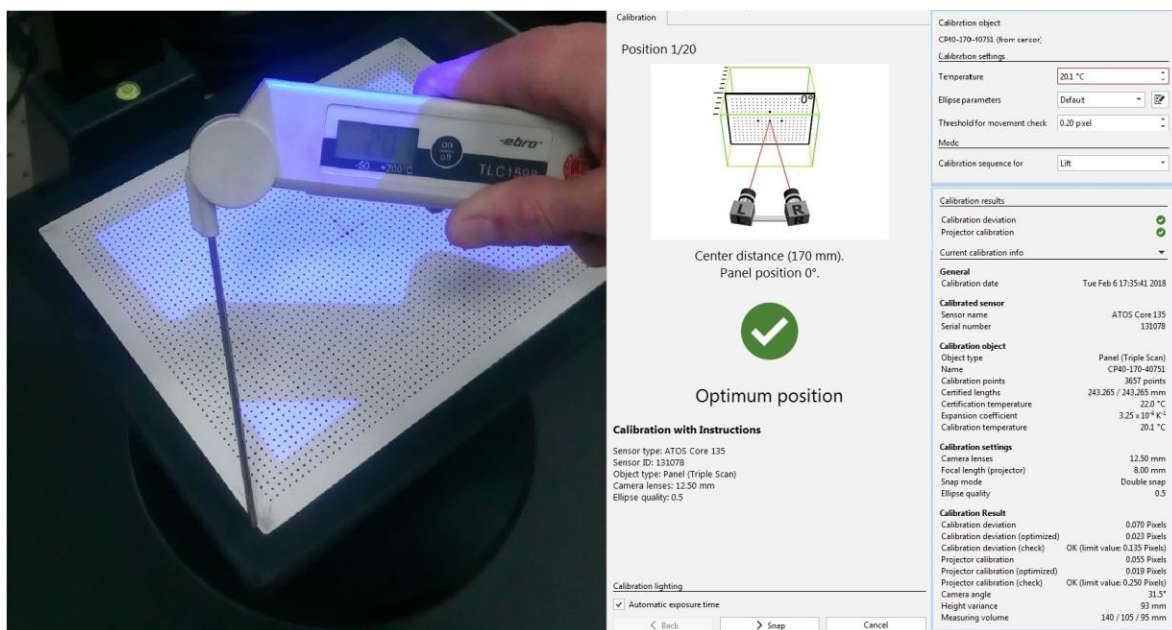 -ebro-
on
off
-50 +200°C
Calibration
Position 1/20
0°
L
R
Center distance (170 mm).
Panel position 0°.
Optimum position
Calibration with Instructions
Sensor type: ATOS Core 135
Sensor ID: 131078
Object type: Panel (Triple Scan)
Camera lenses: 12.50 mm
Ellipse quality: 0.5
Calibration lighting
Automatic exposure time
Back
Snap
Cancel
Calibration object
CP40-170-40751 (from sensor)
Calibration settings
Temperature 20.1 °C
Ellipse parameters Default
Threshold for movement check 0.20 pixel
Mode
Calibration sequence for Lift
Calibration results
Calibration deviation
Projector calibration
Current calibration info
General
Calibration date Tue Feb 6 17:35:41 2018
Calibrated sensor
Sensor name ATOS Core 135
Serial number 131078
Calibration object
Object type Panel (Triple Scan)
Name CP40-170-40751
Calibration points 3657 points
Certified lengths 243.265 / 243.265 mm
Certification temperature 22.0 °C
Expansion coefficient 3.25 x 10⁻⁶ K⁻¹
Calibration temperature 20.1 °C
Calibration settings
Camera lenses 12.50 mm
Focal length (projector) 8.00 mm
Snap mode Double snap
Ellipse quality 0.5
Calibration Result
Calibration deviation 0.070 Pixels
Calibration deviation (optimized) 0.023 Pixels
Calibration deviation (check) OK (limit value: 0.135 Pixels)
Projector calibration 0.055 Pixels
Projector calibration (optimized) 0.019 Pixels
Projector calibration (check) OK (limit value: 0.250 Pixels)
Camera angle 31.5°
Height variance 93 mm
Measuring volume 140 / 105 / 95 mm